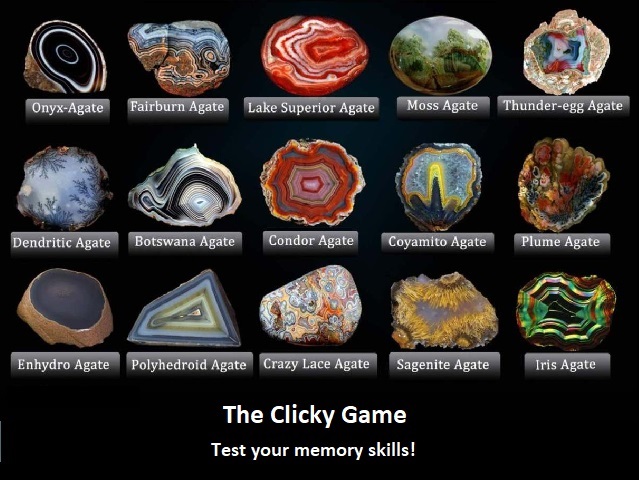 Onyx-Agate
Fairburn Agate
Lake Superior Agate
Moss Agate
Thunder-egg Agate
Dendritic Agate
Botswana Agate
Condor Agate
Coyamito Agate
Plume Agate
Enhydro Agate
Polyhedroid Agate
Crazy Lace Agate
Sagenite Agate
Iris Agate
The Clicky Game
Test your memory skills!